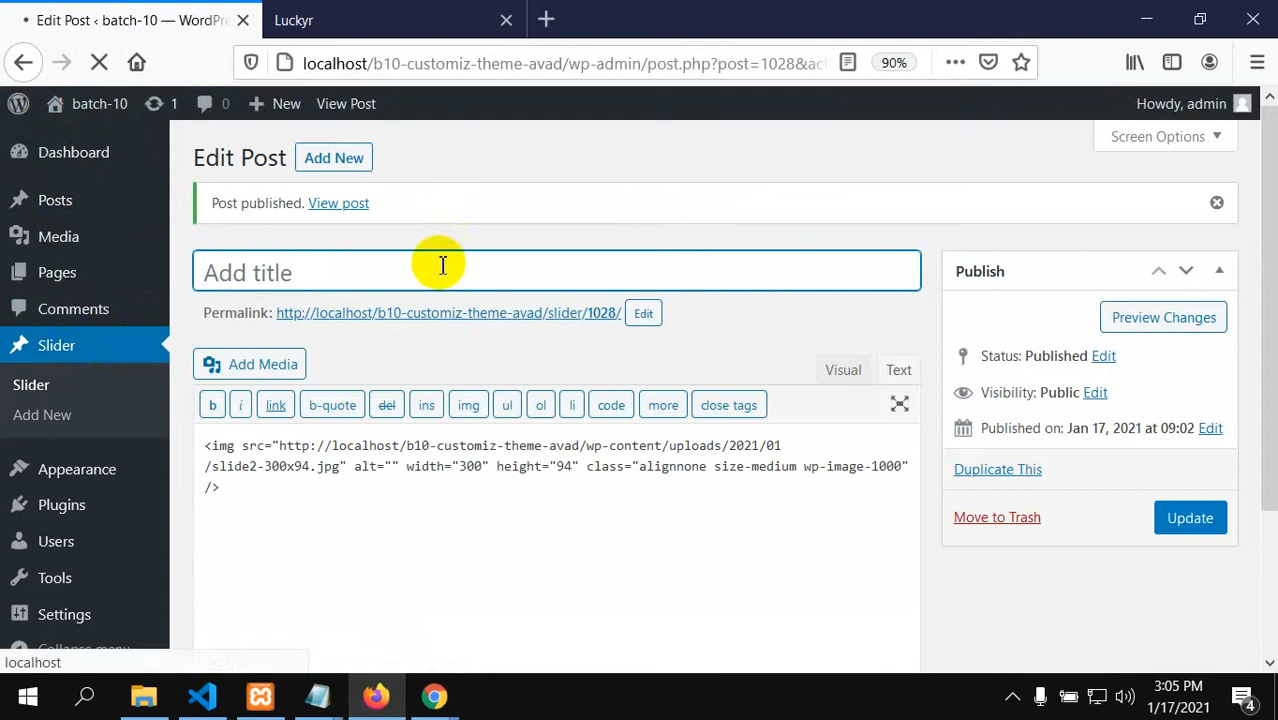 Edit Post ‹ batch-10 — WordPre
Luckyr
localhost/b10-customiz-theme-avad/wp-admin/post.php?post=1028&ac
90%
batch-10
1
0
New
View Post
Howdy, admin
Screen Options
Dashboard
Posts
Media
Pages
Comments
Slider
Slider
Add New
Appearance
Plugins
Users
Tools
Settings
Collapse menu
localhost
Edit Post
Add New
Post published. View post
Add title
Permalink: http://localhost/b10-customiz-theme-avad/slider/1028/
Edit
Add Media
Visual
Text
b
i
link
b-quote
del
ins
img
ul
ol
li
code
more
close tags
<img src="http://localhost/b10-customiz-theme-avad/wp-content/uploads/2021/01
/slide2-300x94.jpg" alt="" width="300" height="94" class="alignnone size-medium wp-image-1000"
/>
Publish
Preview Changes
Status: Published Edit
Visibility: Public Edit
Published on: Jan 17, 2021 at 09:02 Edit
Duplicate This
Move to Trash
Update
3:05 PM
1/17/2021
4